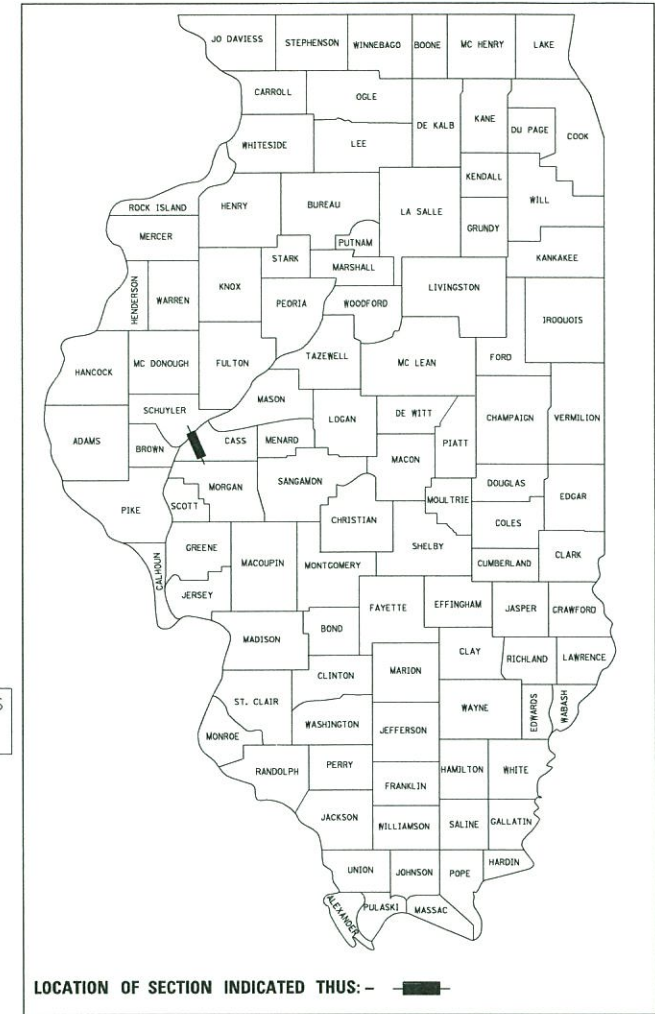 JO DAVIESS STEPHENSON WINNEBAGO BOONE MC HENRY LAKE
CARROLL OGLE DE KALB KANE DU PAGE COOK
WHITESIDE LEE
KENDALL
ROCK ISLAND HENRY BUREAU LA SALLE WILL
GRUNDY
MERCER PUTNAM
STARK MARSHALL KANKAKEE
HENDERSON WARREN KNOX PEORIA WOODFORD LIVINGSTON IROQUOIS
HANCOCK MC DONOUGH FULTON TAZEWELL MC LEAN FORD
MASON
SCHUYLER LOGAN DE WITT CHAMPAIGN VERMILION
ADAMS BROWN CASS MENARD PIATT
MACON
PIKE SCOTT MORGAN SANGAMON MOULTRIE DOUGLAS EDGAR
CHRISTIAN COLES
CALHOUN GREENE MACOUPIN MONTGOMERY SHELBY CUMBERLAND CLARK
JERSEY FAYETTE EFFINGHAM JASPER CRAWFORD
MADISON BOND
CLINTON MARION CLAY RICHLAND LAWRENCE
ST. CLAIR WAYNE EDWARDS WABASH
MONROE WASHINGTON JEFFERSON
RANDOLPH PERRY HAMILTON WHITE
FRANKLIN
JACKSON WILLIAMSON SALINE GALLATIN
UNION JOHNSON POPE HARDIN
ALEXANDER PULASKI MASSAC
LOCATION OF SECTION INDICATED THUS: -